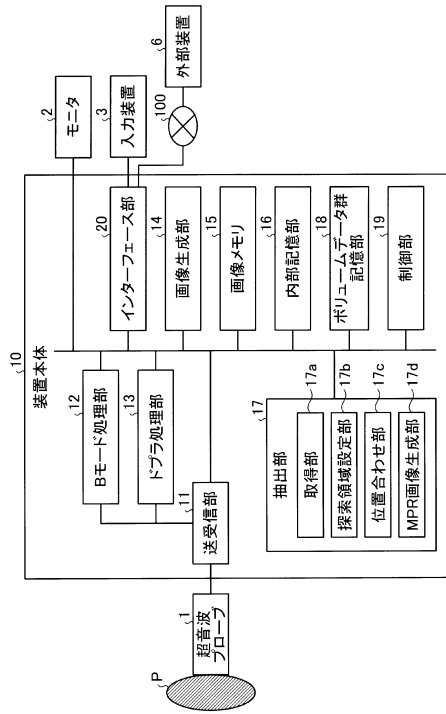 10
装置本体
2
モニタ
3
入力装置
6
外部装置
100
20
インターフェース部
14
画像生成部
15
画像メモリ
16
内部記憶部
18
ボリュームデータ群
記憶部
19
制御部
12
Bモード処理部
13
ドプラ処理部
11
送受信部
17
抽出部
17a
取得部
17b
探索領域設定部
17c
位置合わせ部
17d
MPR画像生成部
1
超音波
プローブ
P